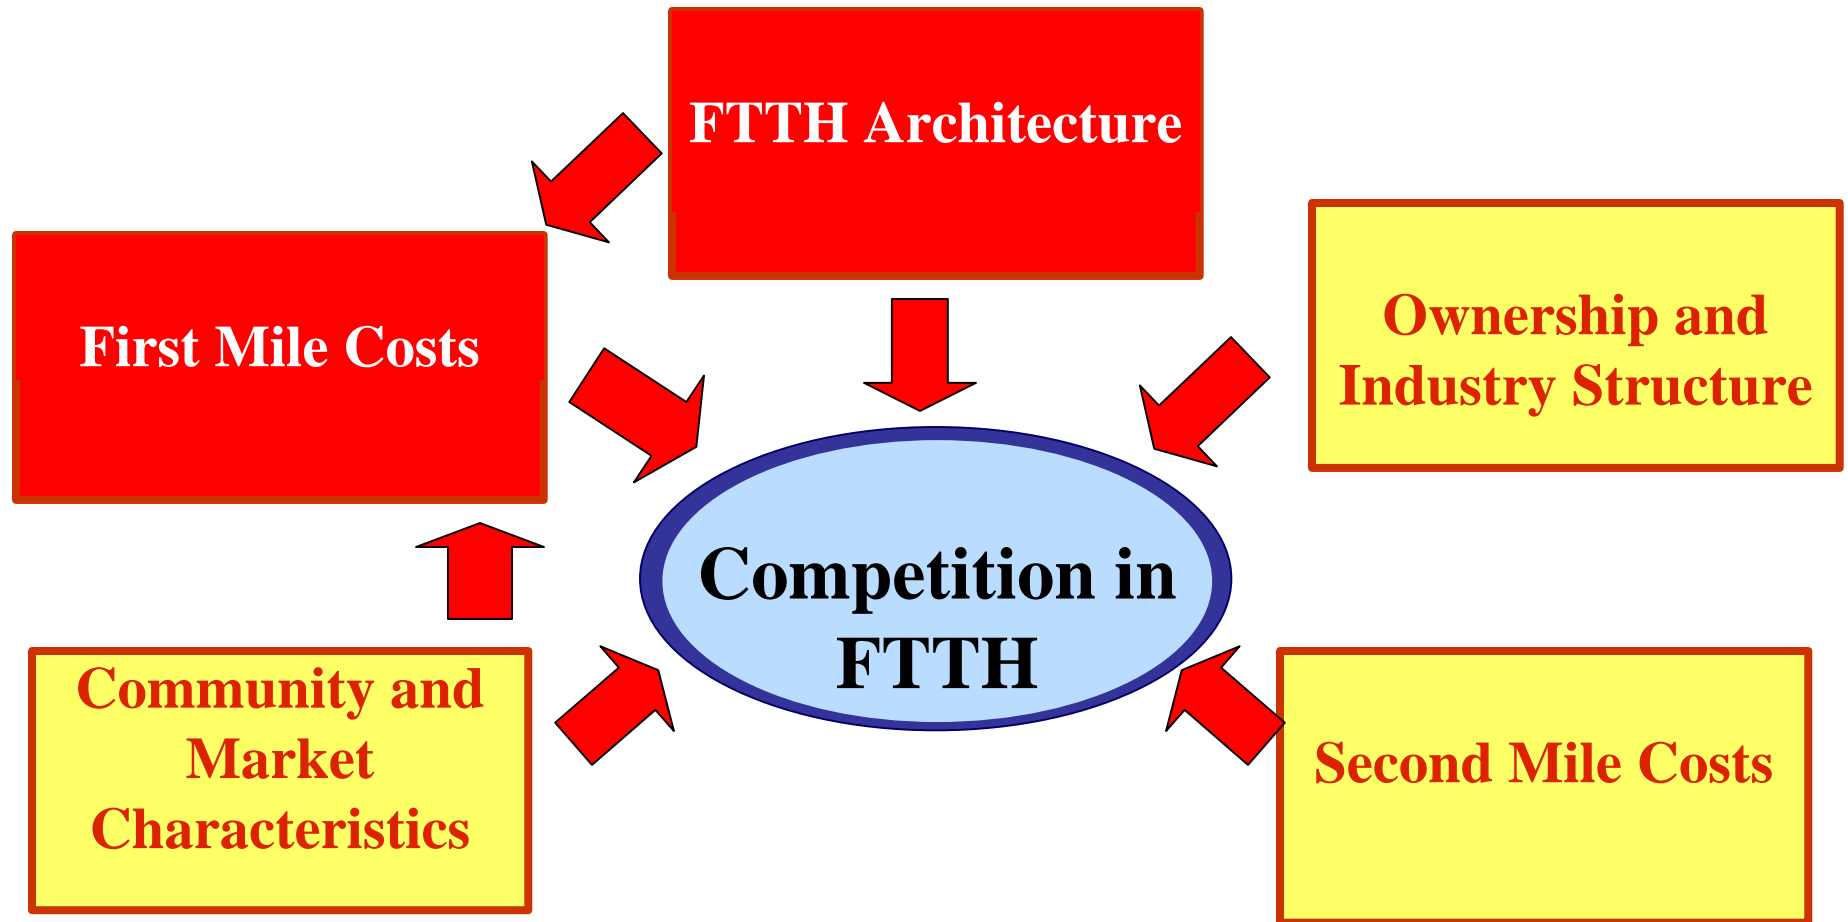 FTTH Architecture
First Mile Costs
Ownership and
Industry Structure
Competition in
FTTH
Community and
Market
Characteristics
Second Mile Costs